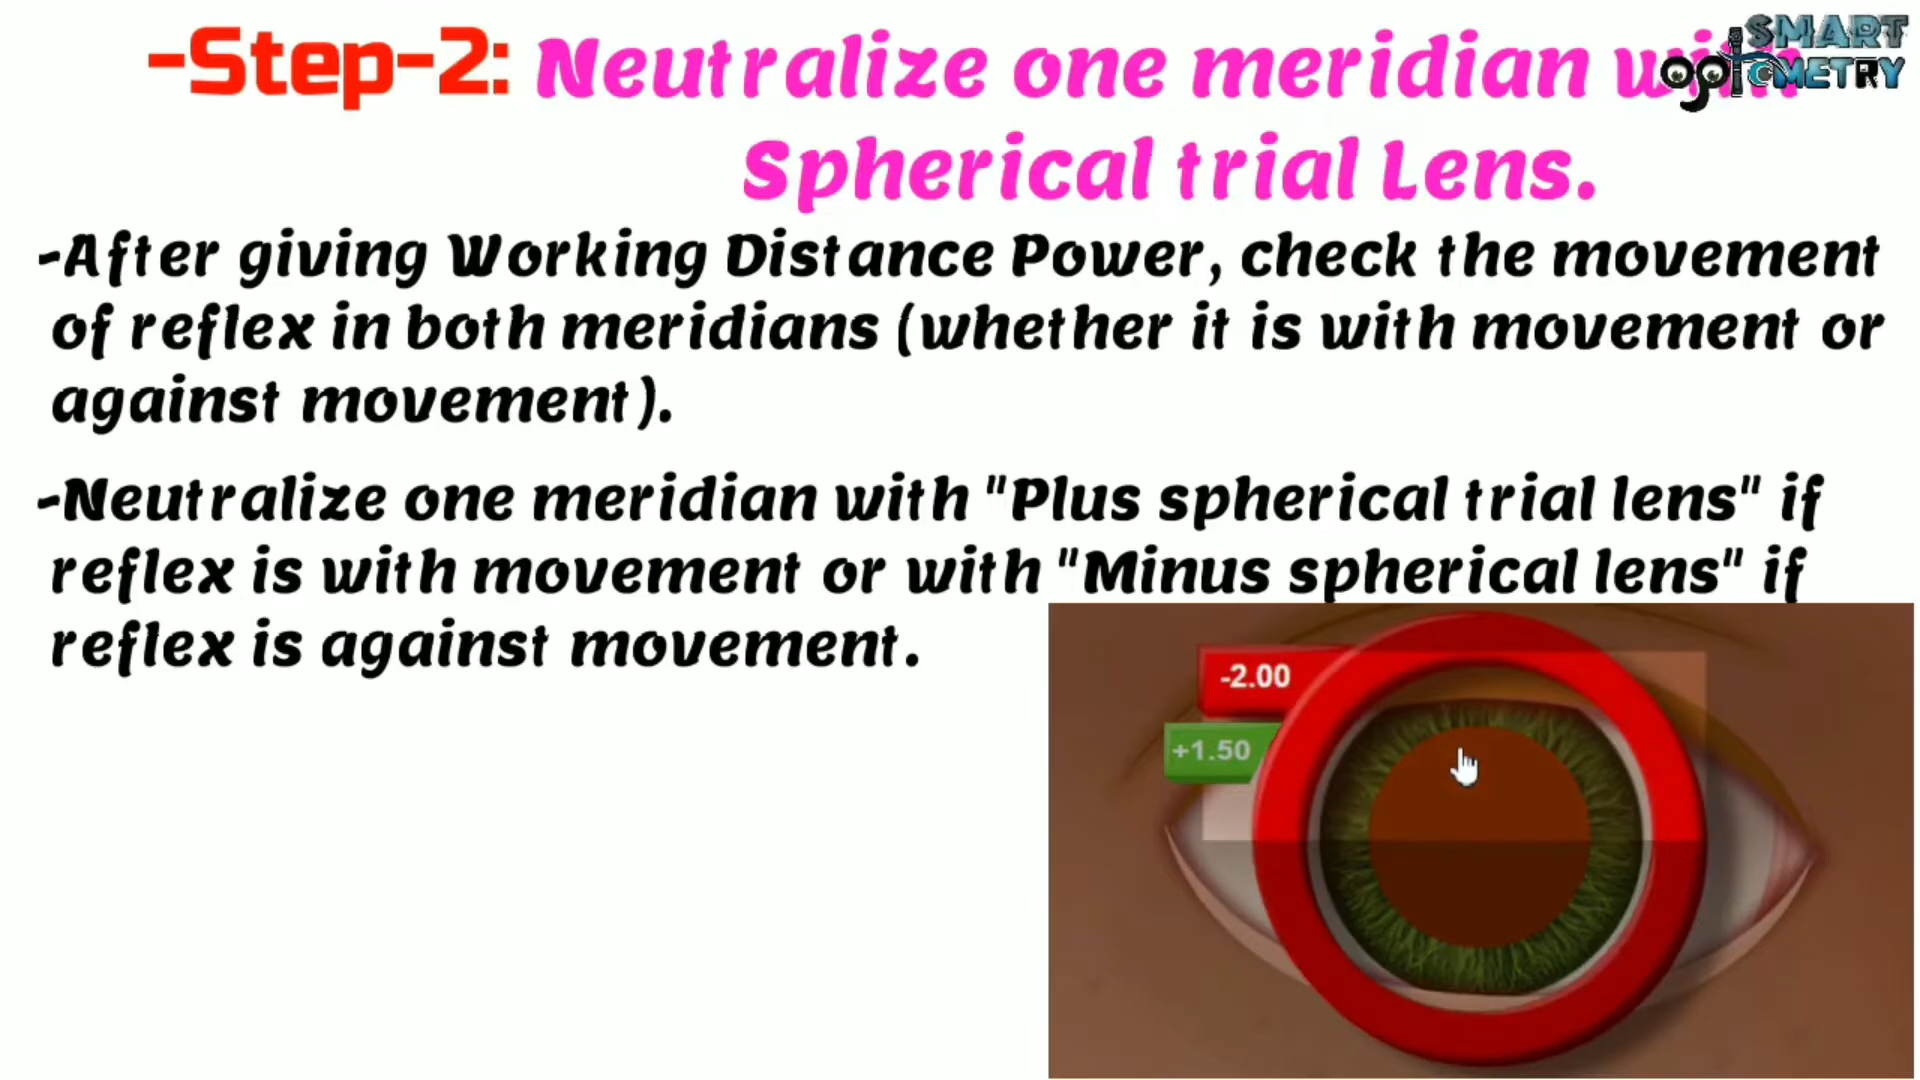 -Step-2: Neutralize one meridian with
Spherical trial Lens.
SMART
OPTOMETRY
-After giving Working Distance Power, check the movement
of reflex in both meridians (whether it is with movement or
against movement).
-Neutralize one meridian with "Plus spherical trial lens" if
reflex is with movement or with "Minus spherical lens" if
reflex is against movement.
-2.00
+1.50